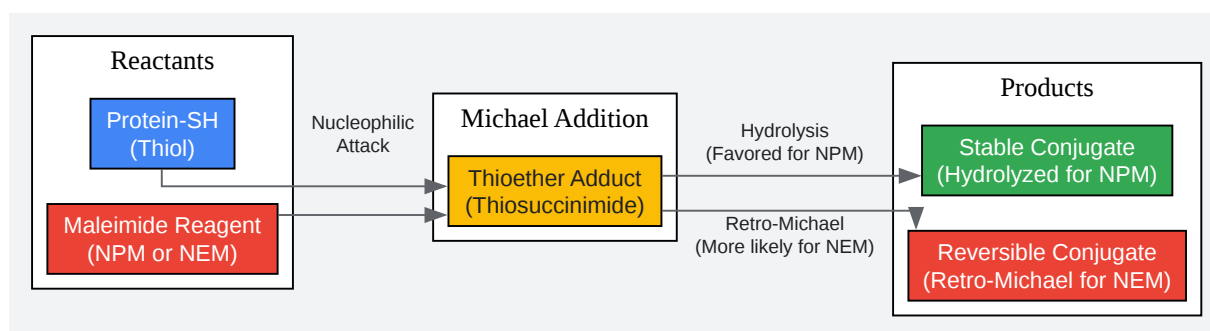 Reactants
Protein-SH
(Thiol)
Maleimide Reagent
(NPM or NEM)
Nucleophilic
Attack
Michael Addition
Thioether Adduct
(Thiosuccinimide)
Hydrolysis
(Favored for NPM)
Retro-Michael
(More likely for NEM)
Products
Stable Conjugate
(Hydrolyzed for NPM)
Reversible Conjugate
(Retro-Michael for NEM)